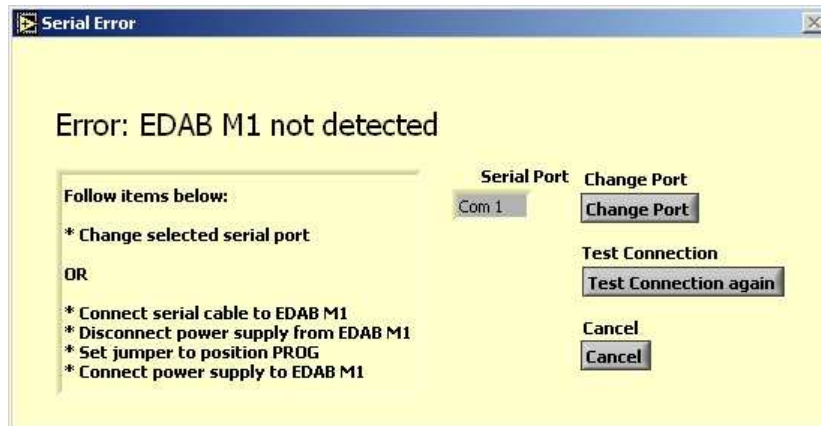 Serial Error
Error: EDAB M1 not detected
Follow items below:
* Change selected serial port
OR
* Connect serial cable to EDAB M1
* Disconnect power supply from EDAB M1
* Set jumper to position PROG
* Connect power supply to EDAB M1
Serial Port
Com 1
Change Port
Change Port
Test Connection
Test Connection again
Cancel
Cancel